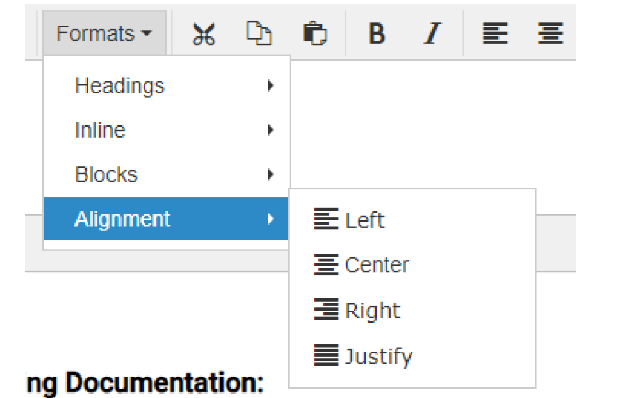 Formats
B I
Headings
Inline
Blocks
Alignment
Left
Center
Right
Justify
ng Documentation: